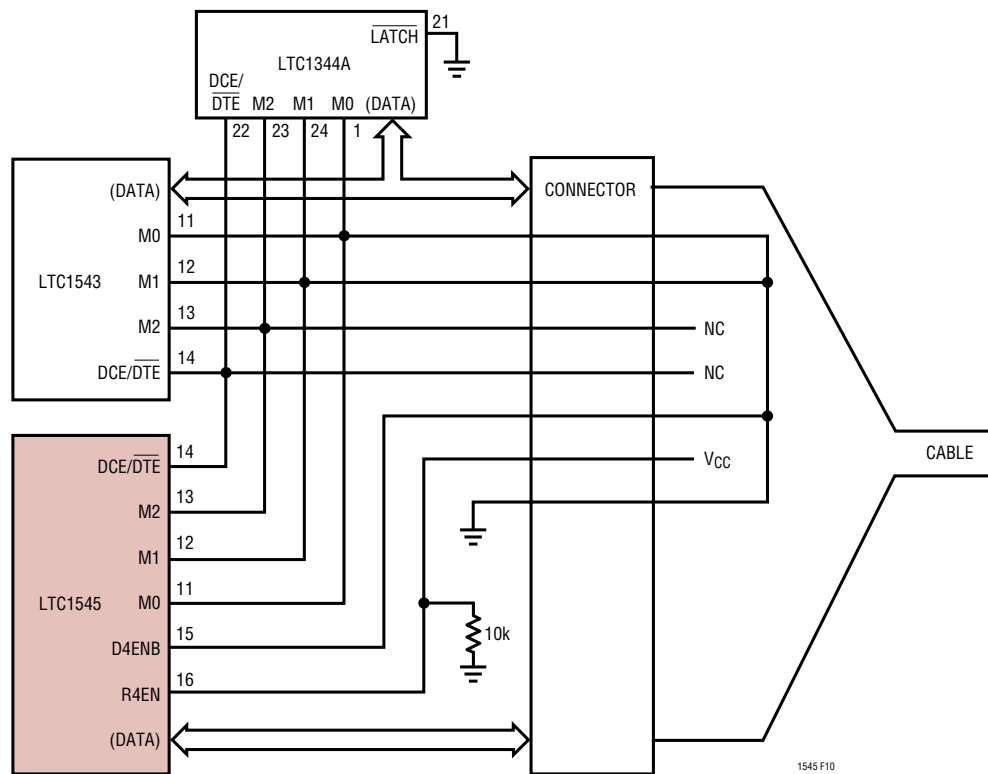 21
LATCH
LTC1344A
DCE/
DTE M2 M1 M0 (DATA)
22 23 24 1
(DATA)
CONNECTOR
11
M0
12
M1
LTC1543
13
M2
NC
14
DCE/DTE
NC
14
DCE/DTE
VCC
CABLE
13
M2
12
M1
11
LTC1545
M0
10k
15
D4ENB
16
R4EN
(DATA)
1545 F10